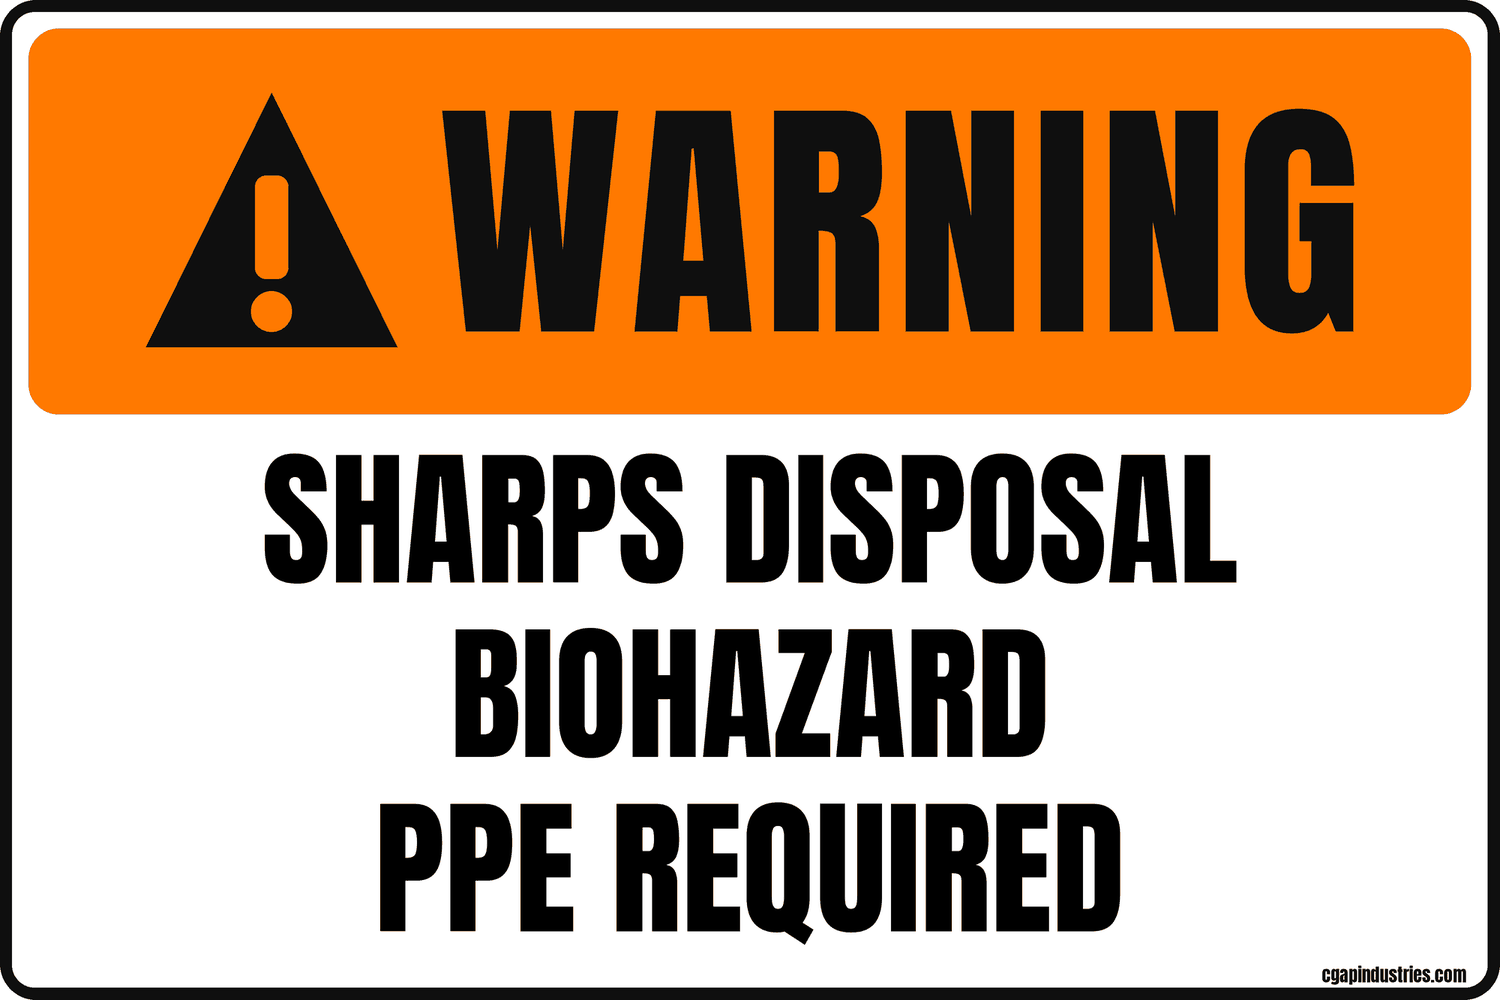 WARNING
SHARPS DISPOSAL
BIOHAZARD
PPE REQUIRED
cgapindustries.com